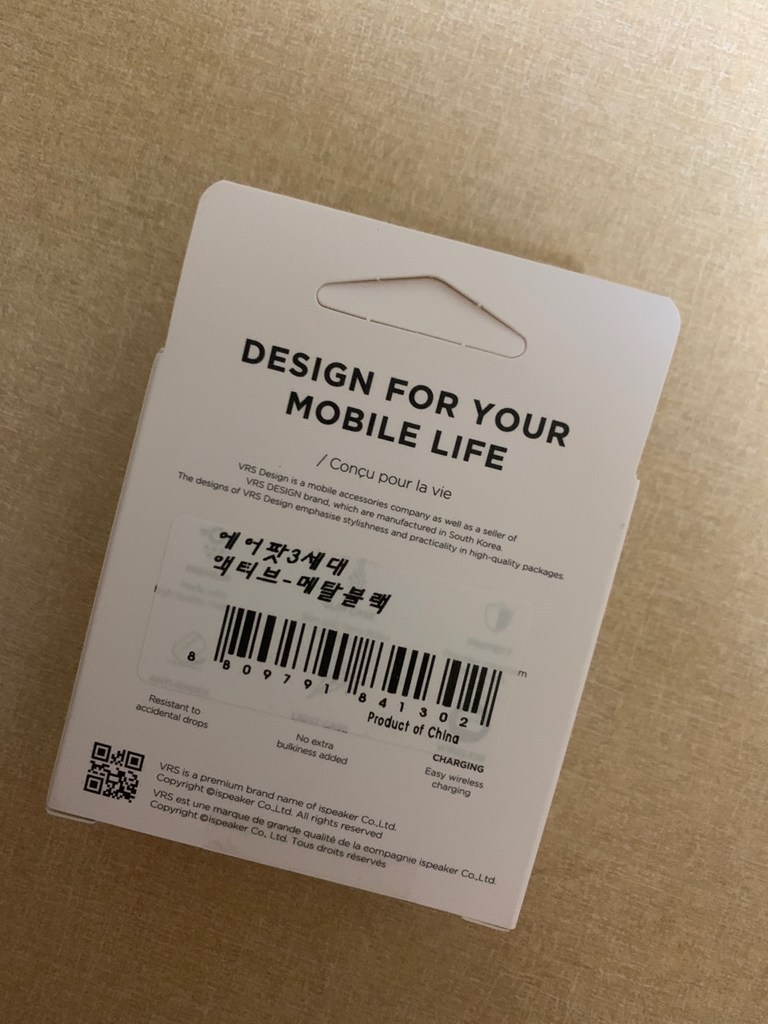 DESIGN FOR YOUR
MOBILE LIFE
/ Conçu pour la vie
VRS Design is a mobile accessories company as well as a seller of
VRS DESIGN brand, which are manufactured in South Korea.
The designs of VRS Design emphasise stylishness and practicality in high-quality packages.
에어팟3세대
액티브-메탈블랙
8 809791 841302
Product of China
Resistant to
accidental drops
No extra
bulkiness added
CHARGING
Easy wireless
charging
VRS is a premium brand name of ispeaker Co.,Ltd.
Copyright ©ispeaker Co.,Ltd. All rights reserved
VRS est une marque de grande qualité de la eompagnie ispeaker Co.,Ltd.
Copyright ©ispeaker Co., Ltd. Tous droits réservés